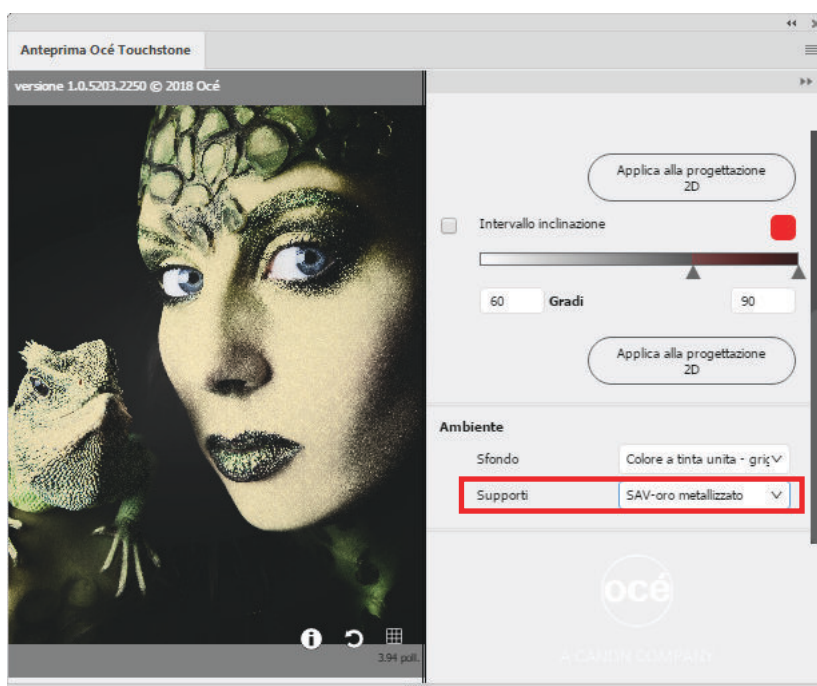 Anteprima Océ Touchstone
versione 1.0.5203.2250 © 2018 Océ
Applica alla progettazione
2D
Intervallo inclinazione
60 Gradi 90
Applica alla progettazione
2D
Ambiente
Sfondo Colore a tinta unita - grig
Supporti SAV-oro metallizzato
océ
A CANON COMPANY
3.94 poll.